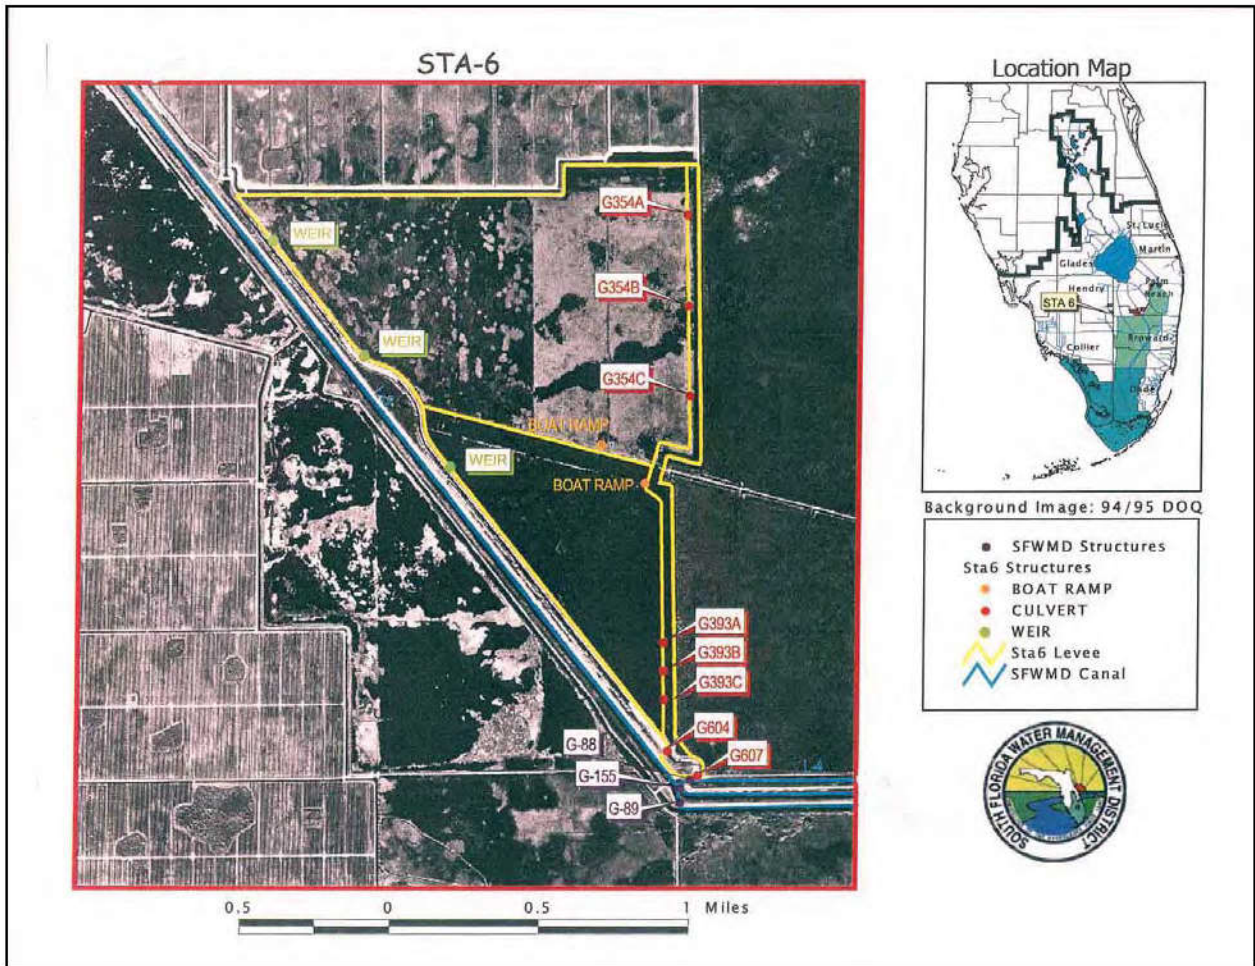 STA-6
Location Map
G354A
WEIR
G354B
WEIR
G354C
BOAT RAMP
WEIR
BOAT RAMP
G393A
G393B
G393C
G604
G607
G-88
G-155
G-89
L-4
0.5 0 0.5 1 Miles
St. Lucie
Martin
Glades
Hendry
Palm
Beach
STA 6
Broward
Collier
Dade
Background Image: 94/95 DOQ
SFWMD Structures
Sta6 Structures
BOAT RAMP
CULVERT
WEIR
Sta6 Levee
SFWMD Canal
SOUTH FLORIDA WATER MANAGEMENT DISTRICT